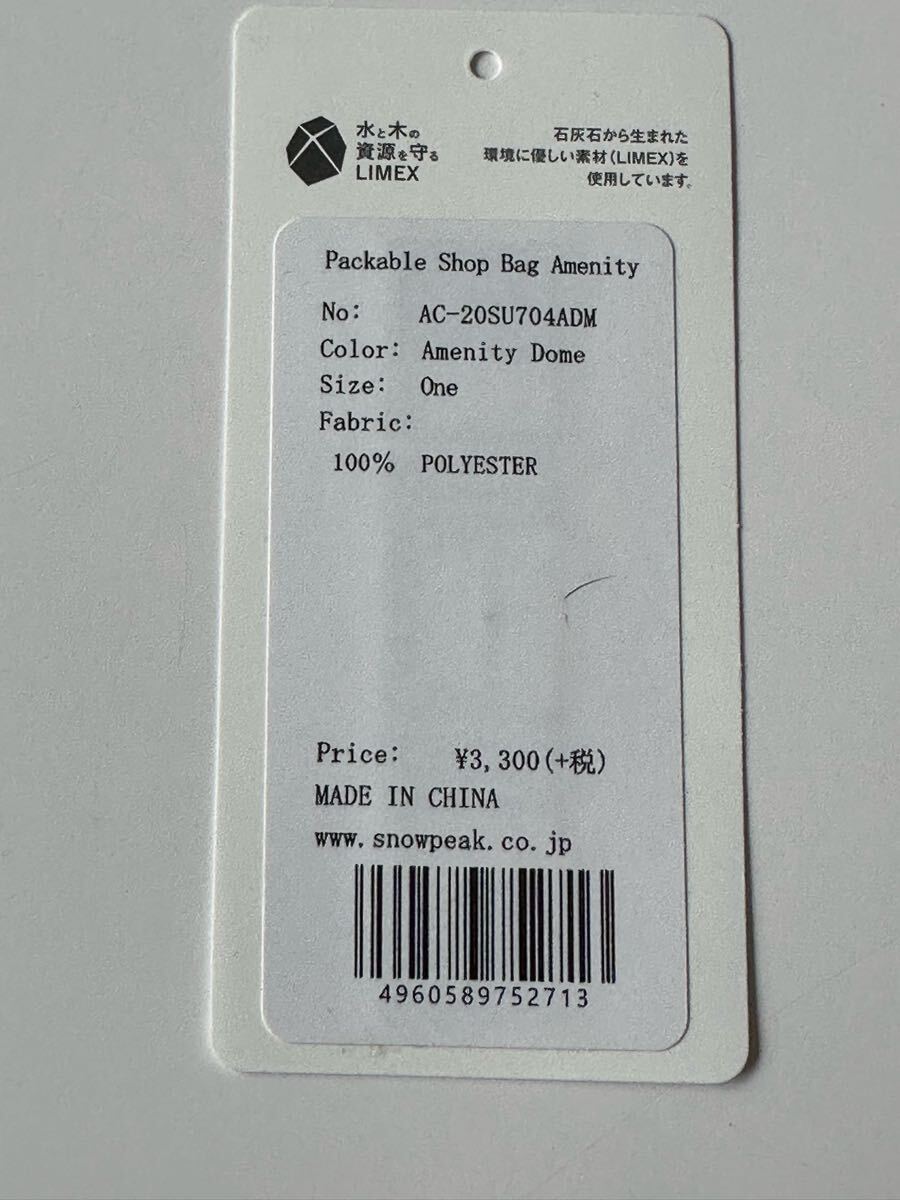 水と木の
資源を守る
LIMEX
石灰石から生まれた
環境に優しい素材(LIMEX)を
使用しています。
Packable Shop Bag Amenity
No: AC-20SU704ADM
Color: Amenity Dome
Size: One
Fabric:
100% POLYESTER
Price: ¥3,300(+税)
MADE IN CHINA
www.snowpeak.co.jp
4960589752713